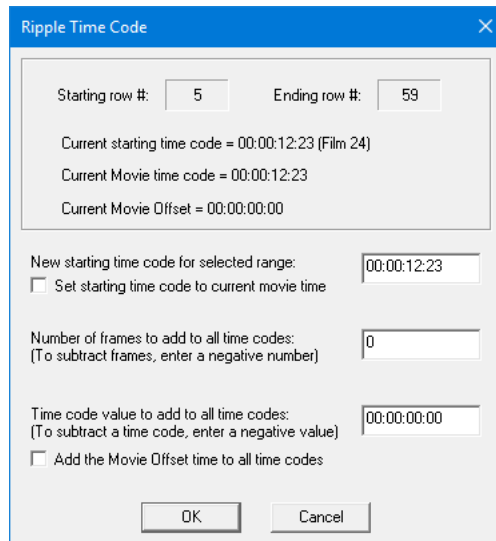 Ripple Time Code
Starting row #: 5 Ending row #: 59
Current starting time code = 00:00:12:23 (Film 24)
Current Movie time code = 00:00:12:23
Current Movie Offset = 00:00:00:00
New starting time code for selected range: 00:00:12:23
Set starting time code to current movie time
Number of frames to add to all time codes: 0
(To subtract frames, enter a negative number)
Time code value to add to all time codes: 00:00:00:00
(To subtract a time code, enter a negative value)
Add the Movie Offset time to all time codes
OK Cancel